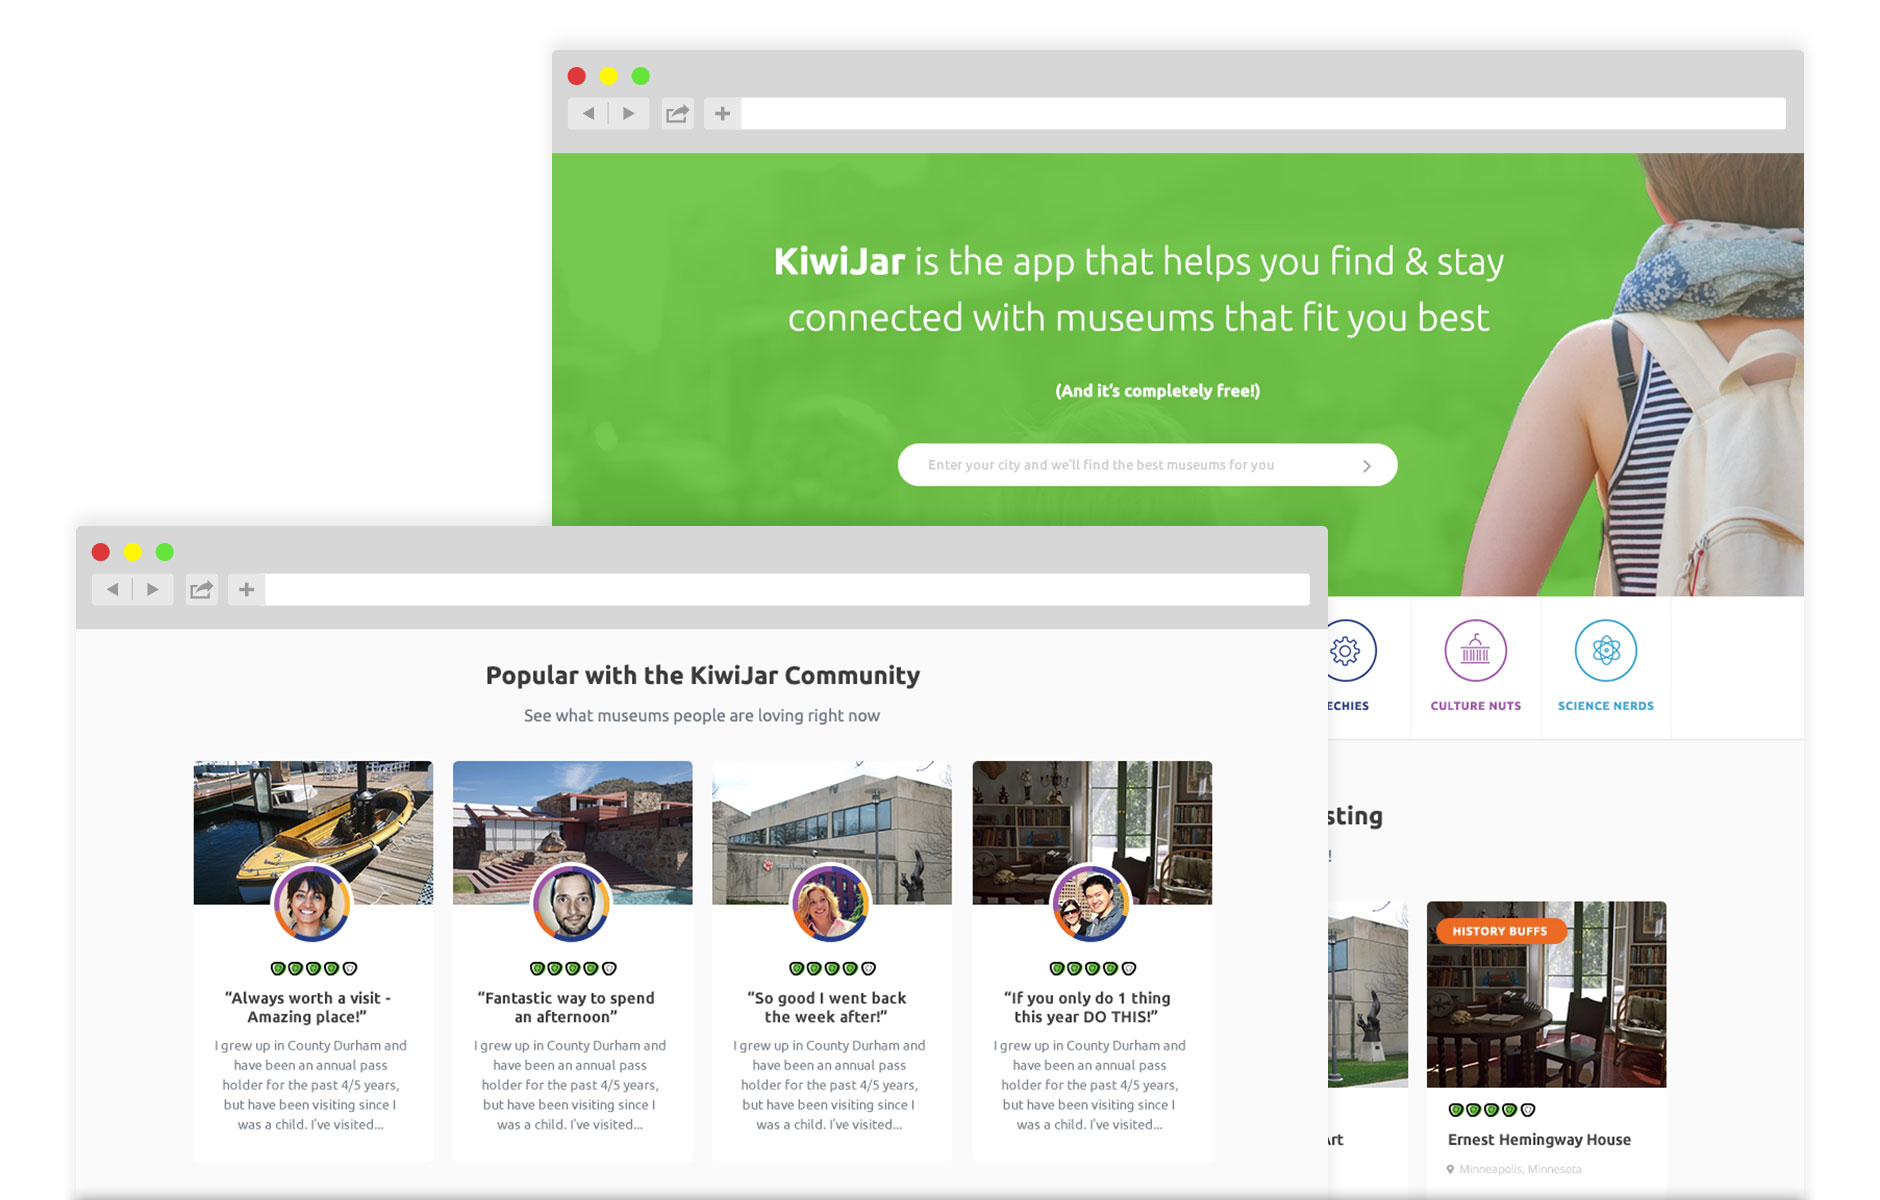 KiwiJar is the app that helps you find & stay
connected with museums that fit you best
(And it's completely free!)
Enter your city and we'll find the best museums for you
ECHIES
CULTURE NUTS
SCIENCE NERDS
sting
!
HISTORY BUFFS
Art
Ernest Hemingway House
Minneapolis, Minnesota
Popular with the KiwiJar Community
See what museums people are loving right now
“Always worth a visit -
Amazing place!”
I grew up in County Durham and
have been an annual pass
holder for the past 4/5 years,
but have been visiting since I
was a child. I've visited...
“Fantastic way to spend
an afternoon”
I grew up in County Durham and
have been an annual pass
holder for the past 4/5 years,
but have been visiting since I
was a child. I've visited...
“So good I went back
the week after!”
I grew up in County Durham and
have been an annual pass
holder for the past 4/5 years,
but have been visiting since I
was a child. I've visited...
“If you only do 1 thing
this year DO THIS!”
I grew up in County Durham and
have been an annual pass
holder for the past 4/5 years,
but have been visiting since I
was a child. I've visited...